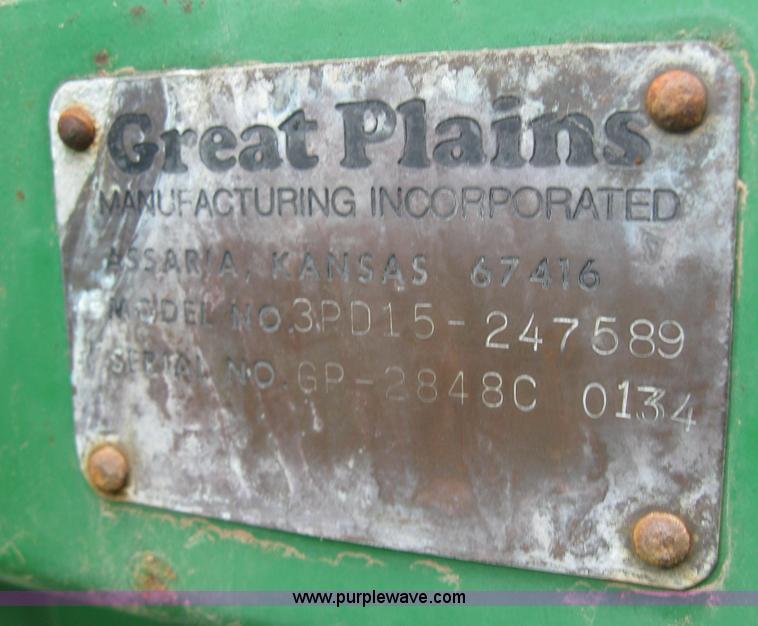 Great Plains
MANUFACTURING INCORPORATED
ASSARIA, KANSAS 67416
MODEL NO. 3PD15-247589
SERIAL NO. GP-2848C 0134
www.purplewave.com